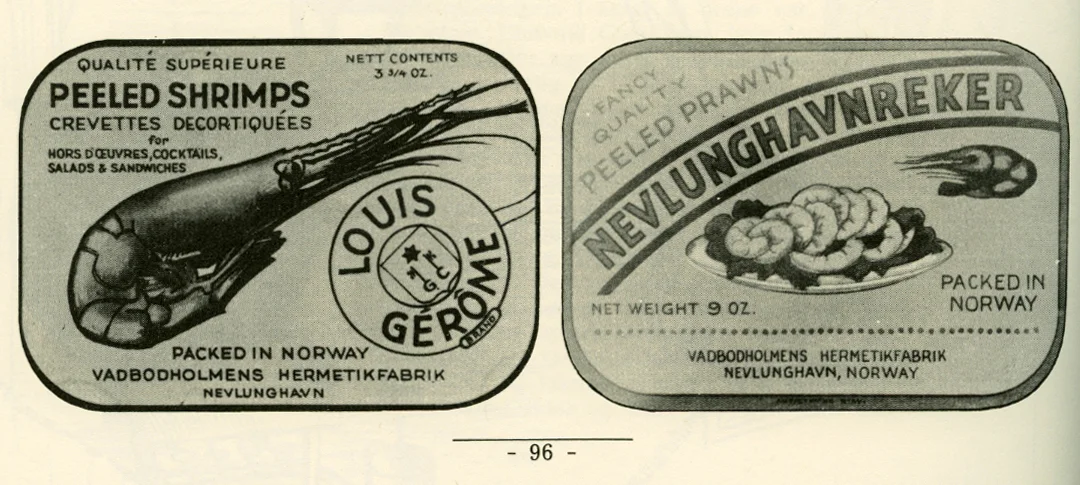 QUALITÉ SUPÉRIEURE
NETT CONTENTS
3 3/4 OZ.
PEELED SHRIMPS
CREVETTES DECORTIQUÉES
for
HORS D'ŒUVRES, COCKTAILS,
SALADS & SANDWICHES
LOUIS
GÉRÔME
BRAND
PACKED IN NORWAY
VADBODHOLMENS HERMETIKFABRIK
NEVLUNGHAVN
FANCY
QUALITY
PEELED PRAWNS
NEVLUNGHAVNREKER
NET WEIGHT 9 OZ.
PACKED IN
NORWAY
VADBODHOLMENS HERMETIKFABRIK
NEVLUNGHAVN, NORWAY
- 96 -